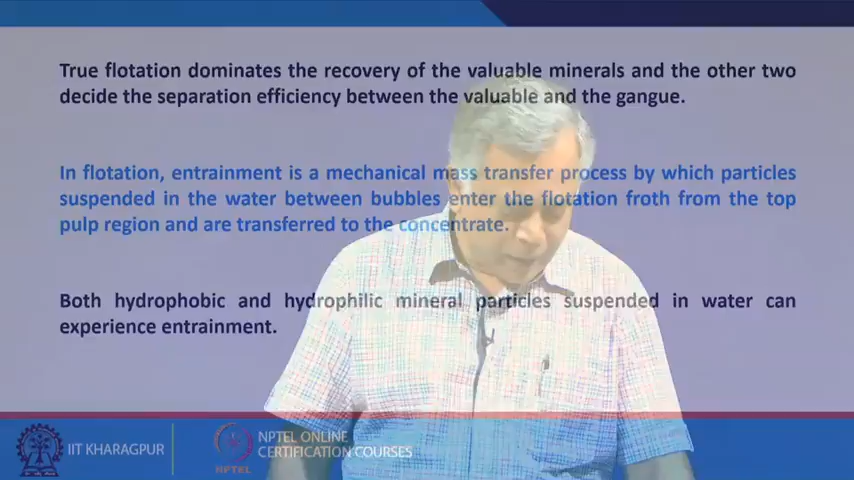 True flotation dominates the recovery of the valuable minerals and the other two
decide the separation efficiency between the valuable and the gangue.
In flotation, entrainment is a mechanical mass transfer process by which particles
suspended in the water between bubbles enter the flotation froth from the top
pulp region and are transferred to the concentrate.
Both hydrophobic and hydrophilic mineral particles suspended in water can
experience entrainment.
IIT KHARAGPUR
NPTEL
NPTEL ONLINE
CERTIFICATION COURSES